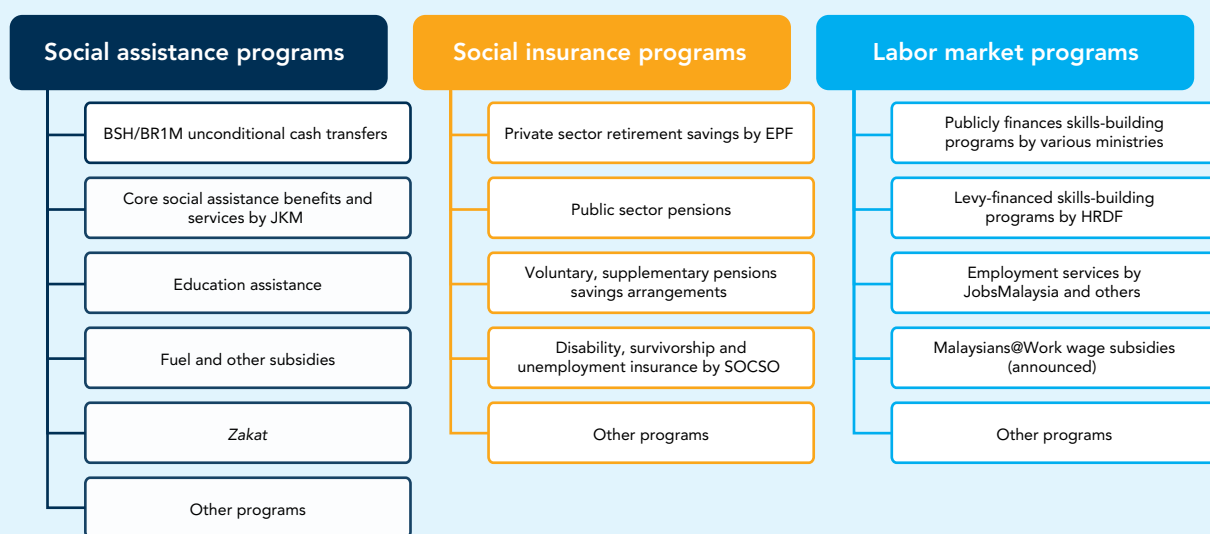 Social assistance programs
BSH/BR1M unconditional cash transfers
Core social assistance benefits and
services by JKM
Education assistance
Fuel and other subsidies
Zakat
Other programs
Social insurance programs
Private sector retirement savings by EPF
Public sector pensions
Voluntary, supplementary pensions
savings arrangements
Disability, survivorship and
unemployment insurance by SOCSO
Other programs
Labor market programs
Publicly finances skills-building
programs by various ministries
Levy-financed skills-building
programs by HRDF
Employment services by
JobsMalaysia and others
Malaysians@Work wage subsidies
(announced)
Other programs